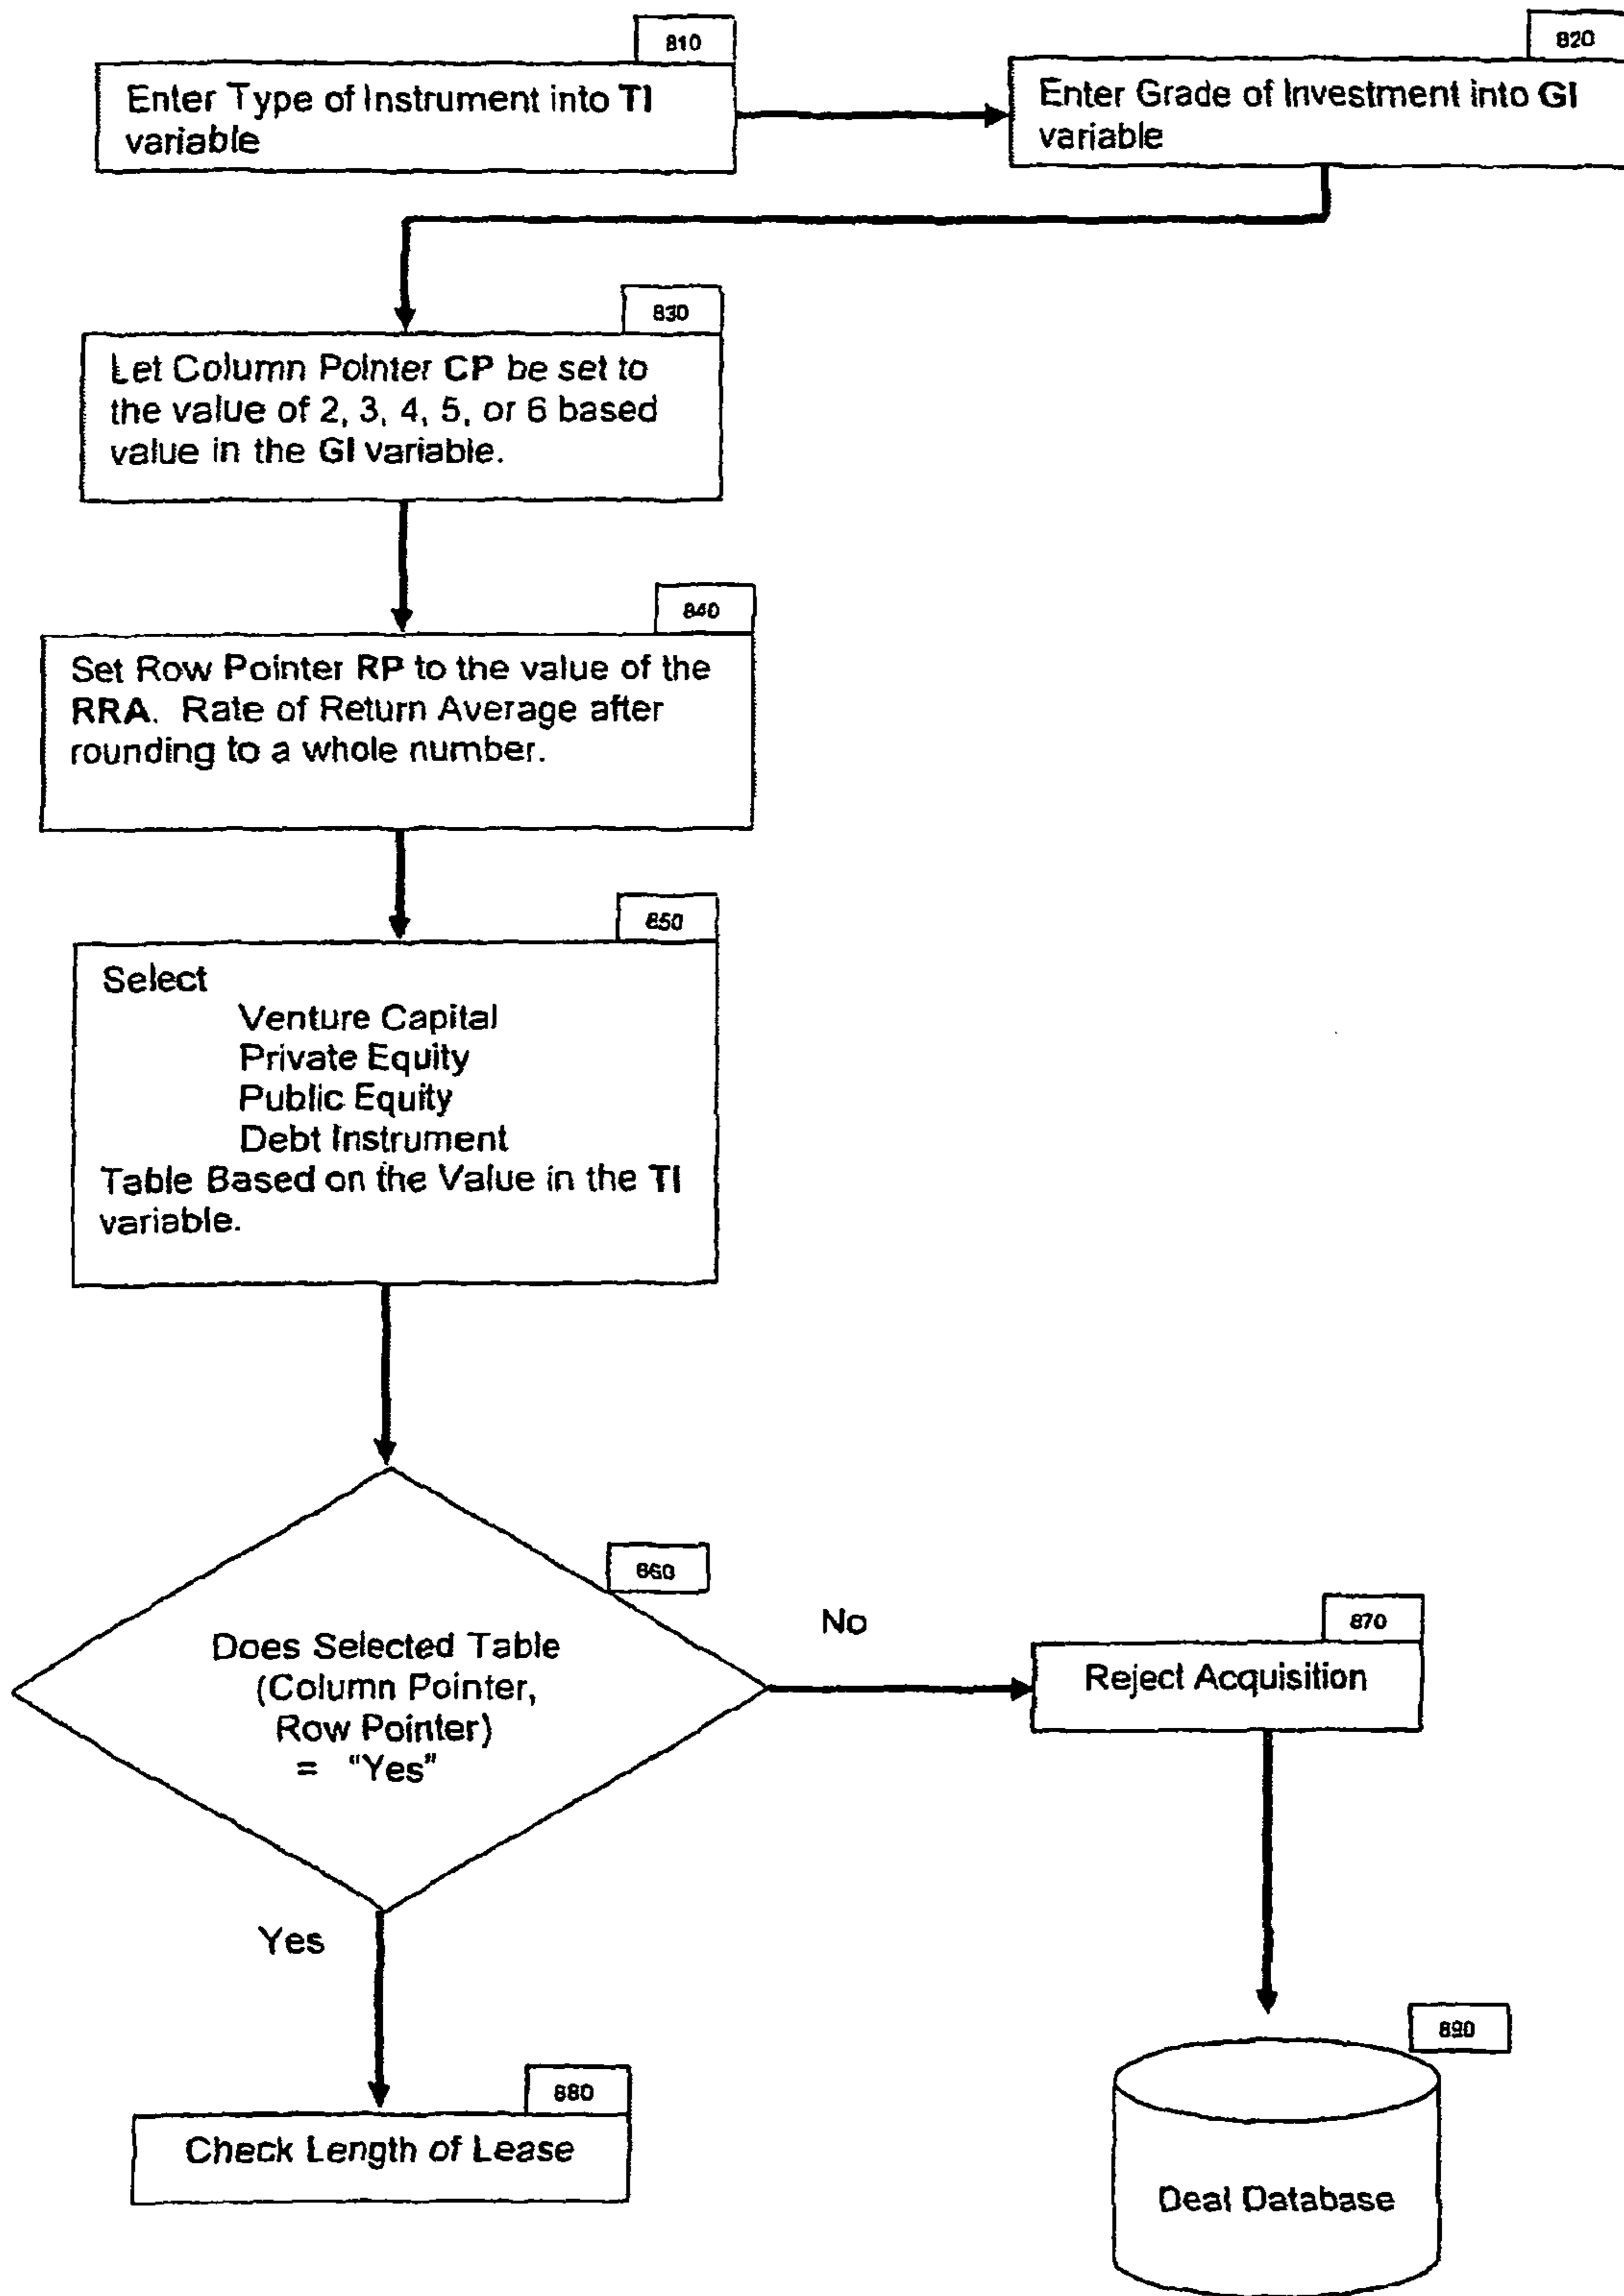 810
Enter Type of Instrument into TI
variable
820
Enter Grade of Investment into GI
variable
830
Let Column Pointer CP be set to
the value of 2, 3, 4, 5, or 6 based
value in the GI variable.
840
Set Row Pointer RP to the value of the
RRA. Rate of Return Average after
rounding to a whole number.
850
Select
Venture Capital
Private Equity
Public Equity
Debt Instrument
Table Based on the Value in the TI
variable.
860
Does Selected Table
(Column Pointer,
Row Pointer)
= "Yes"
No
870
Reject Acquisition
Yes
880
Check Length of Lease
890
Deal Database